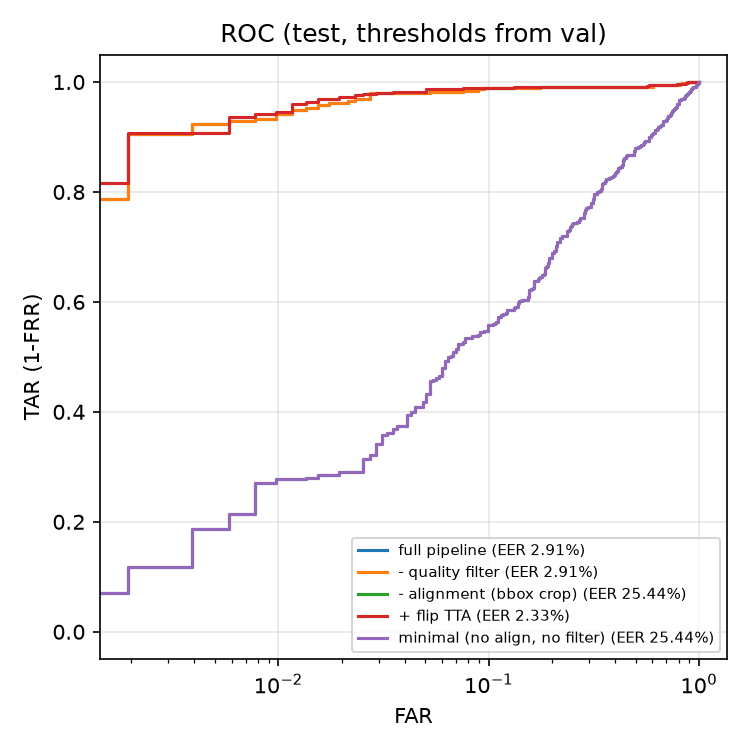 ROC (test, thresholds from val)
1.0
0.8
0.6
0.4
0.2
0.0
TAR (1-FRR)
10⁻²
10⁻¹
10⁰
FAR
full pipeline (EER 2.91%)
- quality filter (EER 2.91%)
- alignment (bbox crop) (EER 25.44%)
+ flip TTA (EER 2.33%)
minimal (no align, no filter) (EER 25.44%)